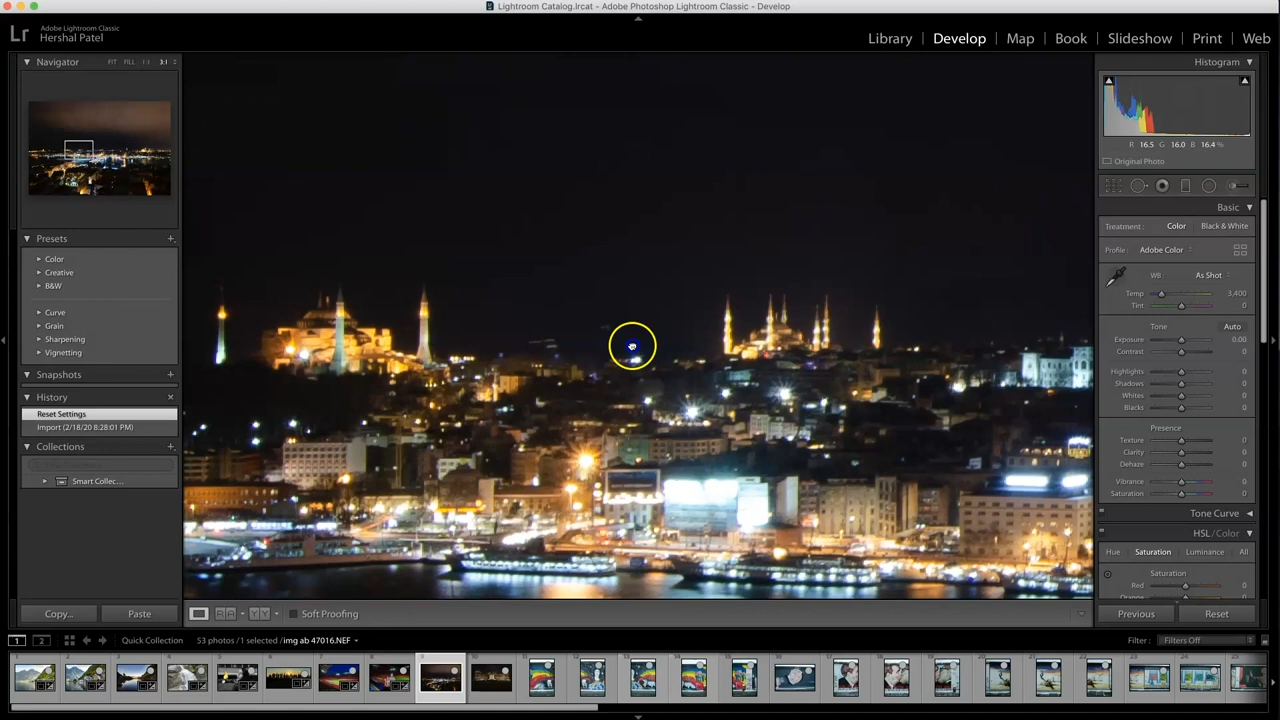 Lightroom Catalog.lrcat - Adobe Photoshop Lightroom Classic - Develop
Lr
Adobe Lightroom Classic
Hershal Patel
Library
Develop
Map
Book
Slideshow
Print
Web
Navigator
FIT
FILL
1:1
3:1
Presets
Color
Creative
B&W
Curve
Grain
Sharpening
Vignetting
Snapshots
History
Reset Settings
Import (2/18/20 8:28:01 PM)
Collections
Smart Collec...
Copy...
Paste
Soft Proofing
Histogram
R 16.5 G 16.0 B 16.4 %
Original Photo
Basic
Treatment:
Color
Black & White
Profile:
Adobe Color
WB:
As Shot
Temp
3,400
Tint
0
Tone
Auto
Exposure
0.00
Contrast
0
Highlights
0
Shadows
0
Whites
0
Blacks
0
Presence
Texture
0
Clarity
0
Dehaze
0
Vibrance
0
Saturation
0
Tone Curve
HSL/Color
Hue
Saturation
Luminance
All
Saturation
Red
0
Orange
Previous
Reset
1
2
Quick Collection
53 photos/1 selected/img ab 47016.NEF
Filter:
Filters Off